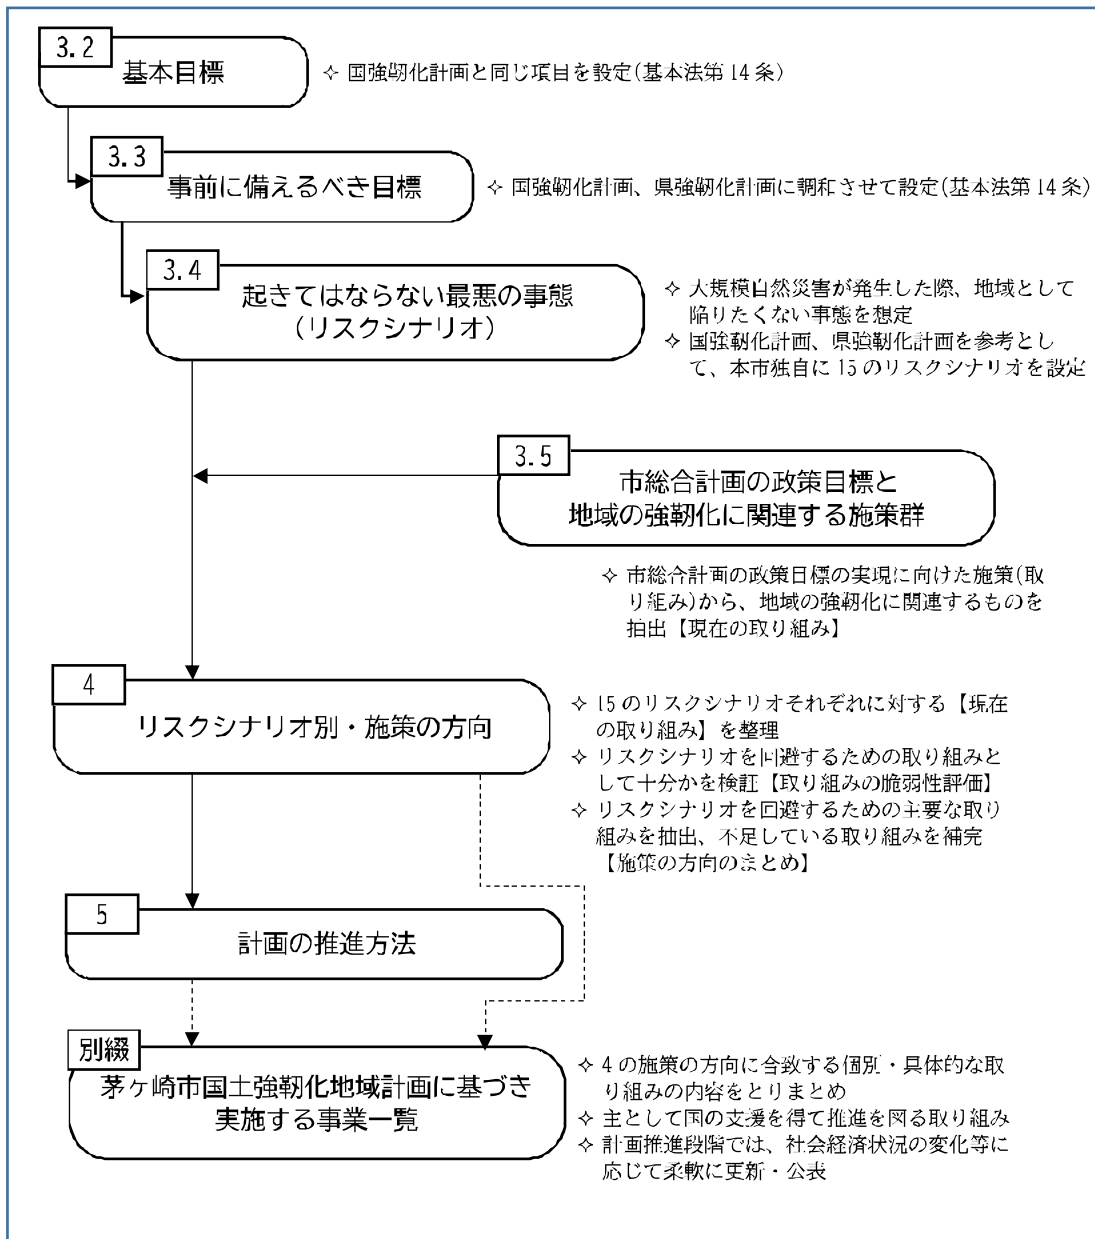 3.2
基本目標
✧ 国強靭化計画と同じ項目を設定(基本法第14条)
3.3
事前に備えるべき目標
✧ 国強靭化計画、県強靭化計画に調和させて設定(基本法第14条)
3.4
起きてはならない最悪の事態
(リスクシナリオ)
✧ 大規模自然災害が発生した際、地域として
陥りたくない事態を想定
✧ 国強靭化計画、県強靭化計画を参考とし
て、本市独自に15のリスクシナリオを設定
3.5
市総合計画の政策目標と
地域の強靭化に関連する施策群
✧ 市総合計画の政策目標の実現に向けた施策(取
り組み)から、地域の強靭化に関連するものを
抽出【現在の取り組み】
4
リスクシナリオ別・施策の方向
✧ 15のリスクシナリオそれぞれに対する【現在
の取り組み】を整理
✧ リスクシナリオを回避するための取り組みと
して十分かを検証【取り組みの脆弱性評価】
✧ リスクシナリオを回避するための主要な取り
組みを抽出、不足している取り組みを補完
【施策の方向のまとめ】
5
計画の推進方法
別綴
茅ヶ崎市国土強靭化地域計画に基づき
実施する事業一覧
✧ 4の施策の方向に合致する個別・具体的な取
り組みの内容をとりまとめ
✧ 主として国の支援を得て推進を図る取り組み
✧ 計画推進段階では、社会経済状況の変化等に
応じて柔軟に更新・公表